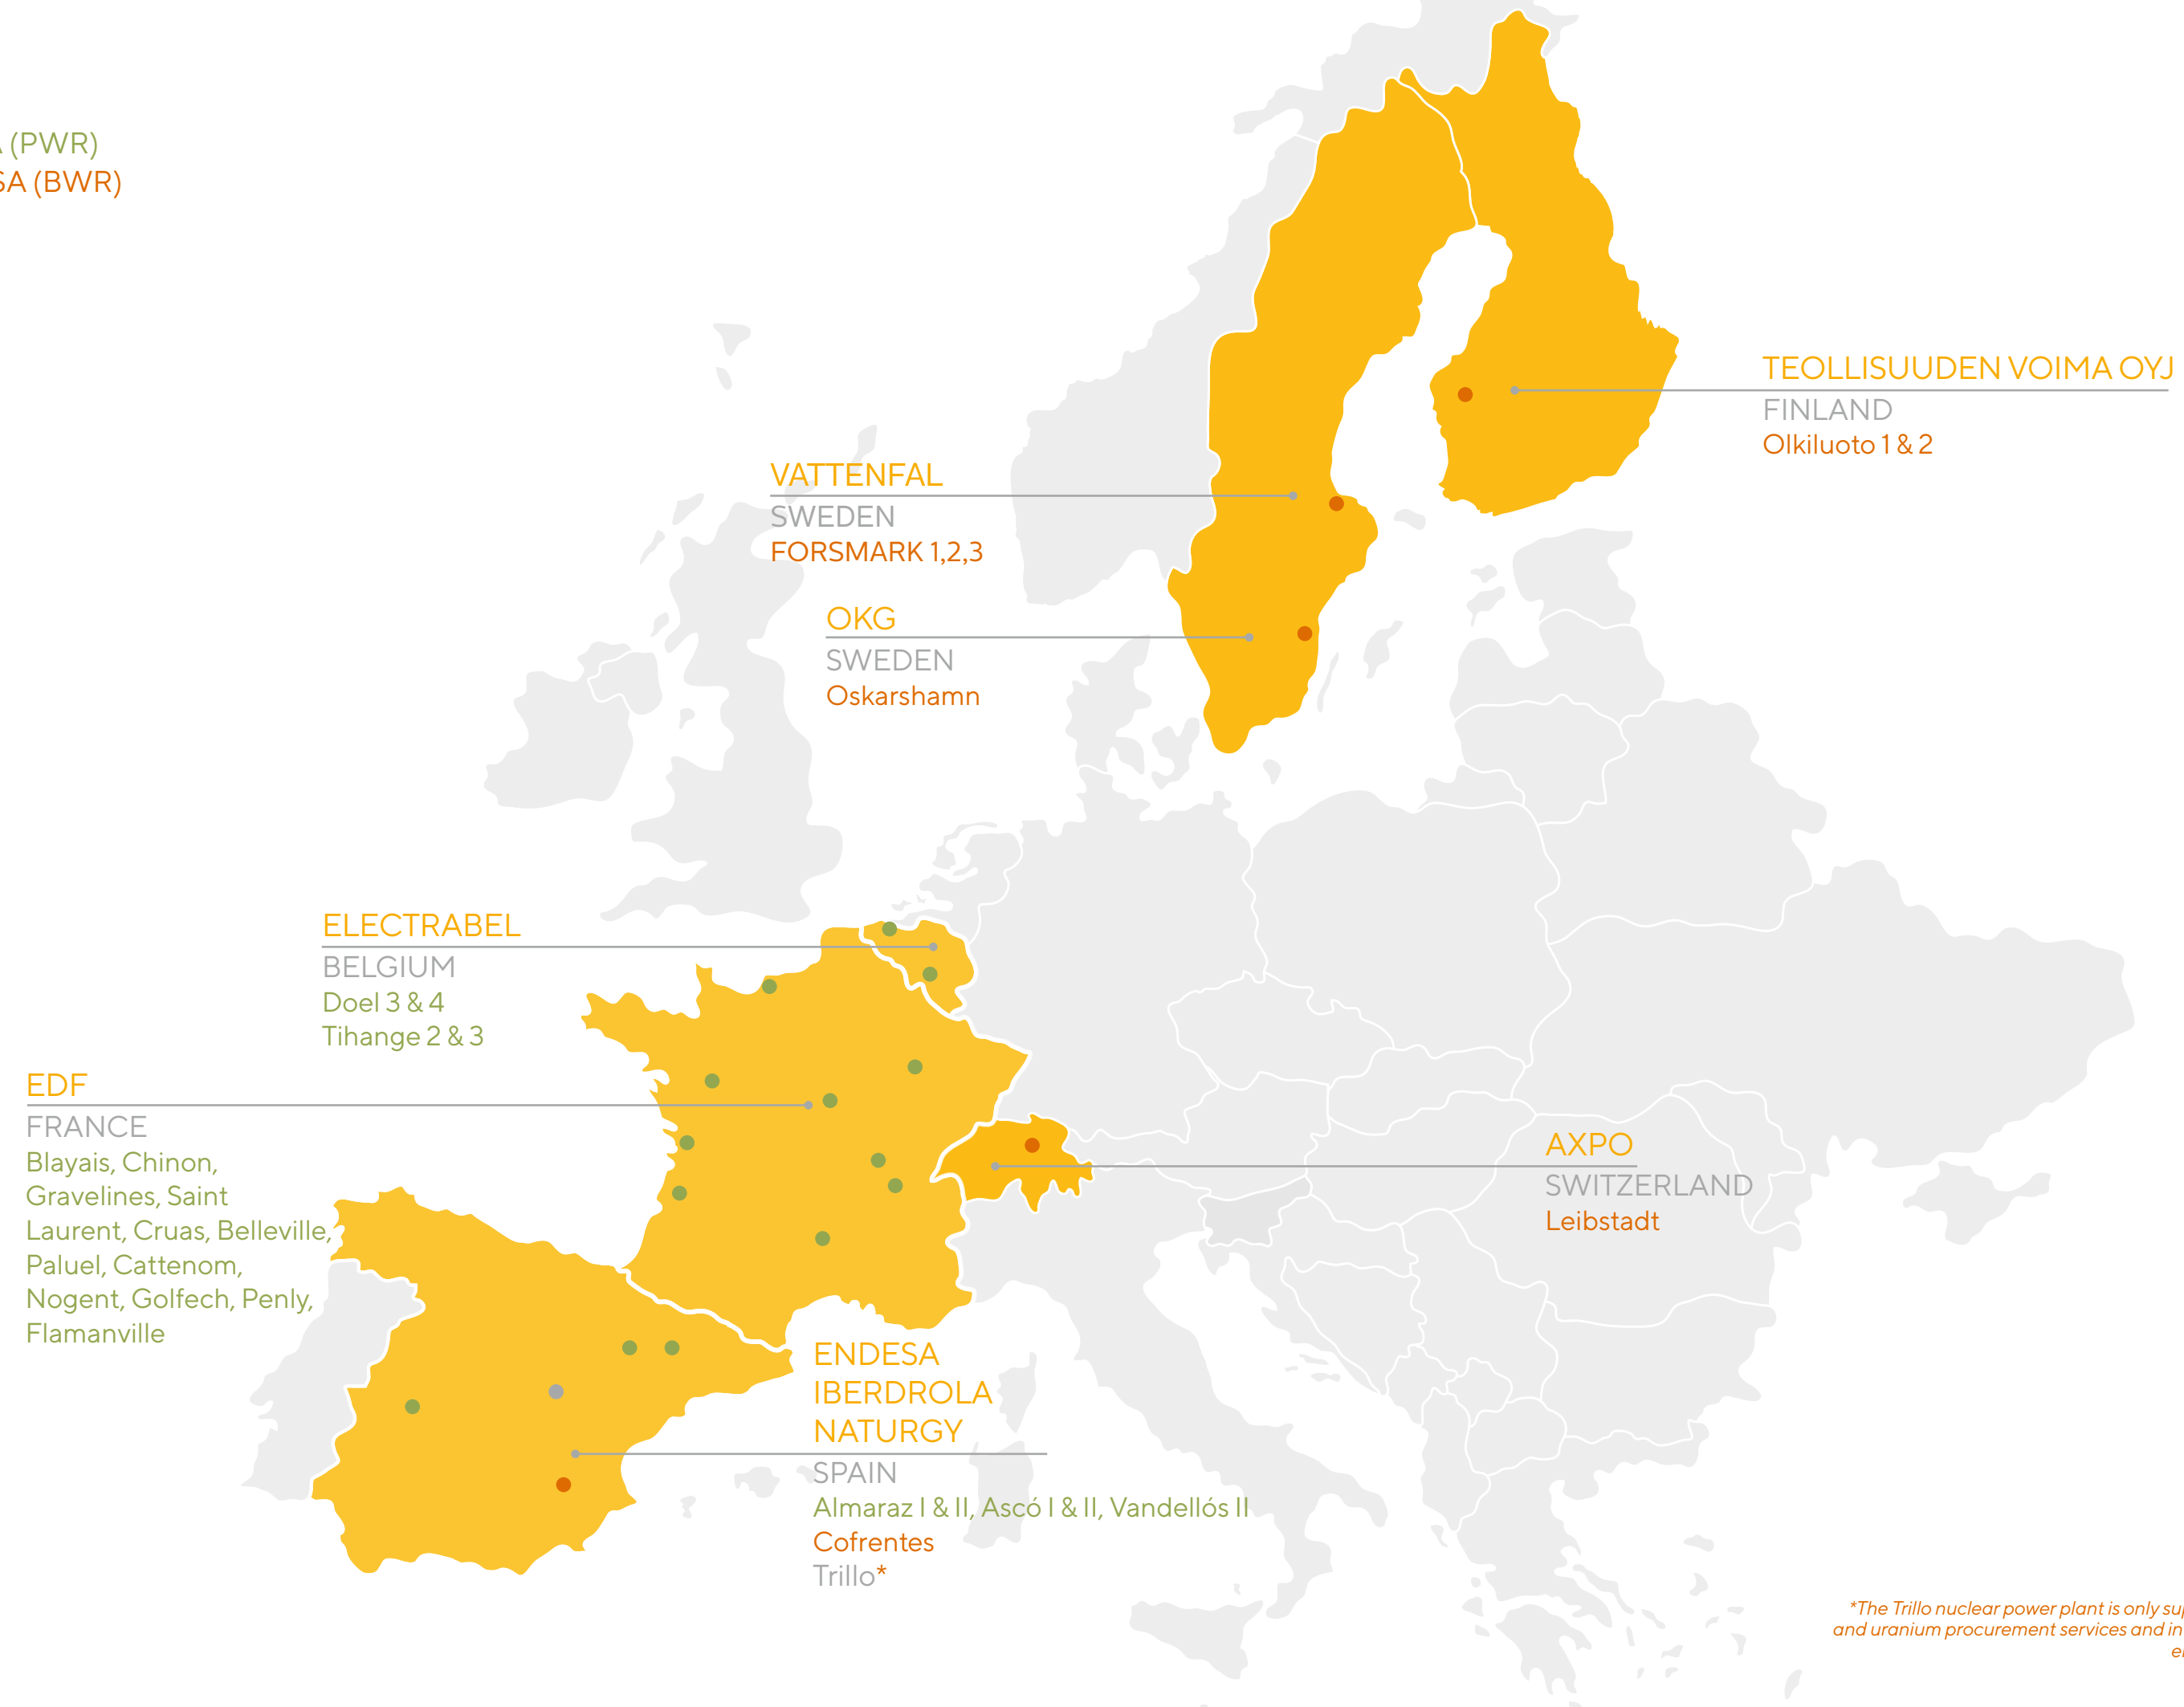 (PWR)
(BWR)
TEOLLISUUDEN VOIMA OYJ
FINLAND
Olkiluoto 1 & 2
VATTENFAL
SWEDEN
FORSMARK 1,2,3
OKG
SWEDEN
Oskarshamn
ELECTRABEL
BELGIUM
Doel 3 & 4
Tihange 2 & 3
EDF
FRANCE
Blayais, Chinon,
Gravelines, Saint
Laurent, Cruas, Belleville,
Paluel, Cattenom,
Nogent, Golfech, Penly,
Flamanville
AXPO
SWITZERLAND
Leibstadt
ENDESA
IBERDROLA
NATURGY
SPAIN
Almaraz I & II, Ascó I & II, Vandellós II
Cofrentes
Trillo*
*The Trillo nuclear power plant is only
and uranium procurement services and in